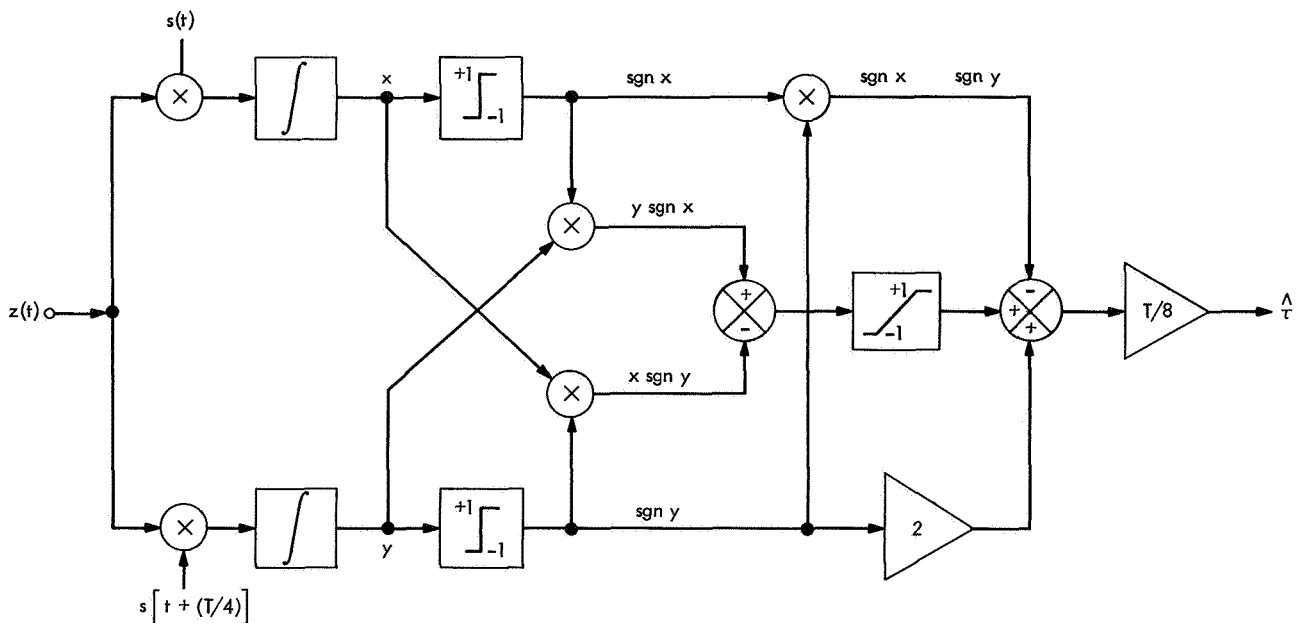 s(t)
x
+1
-1
sgn x
×
sgn x sgn y
×
∫
y sgn x
×
+
-
z(t)
+1
-1
-
+
+
T/8
τ̂
x sgn y
×
×
∫
y
+1
-1
sgn y
2
s[t + (T/4)]